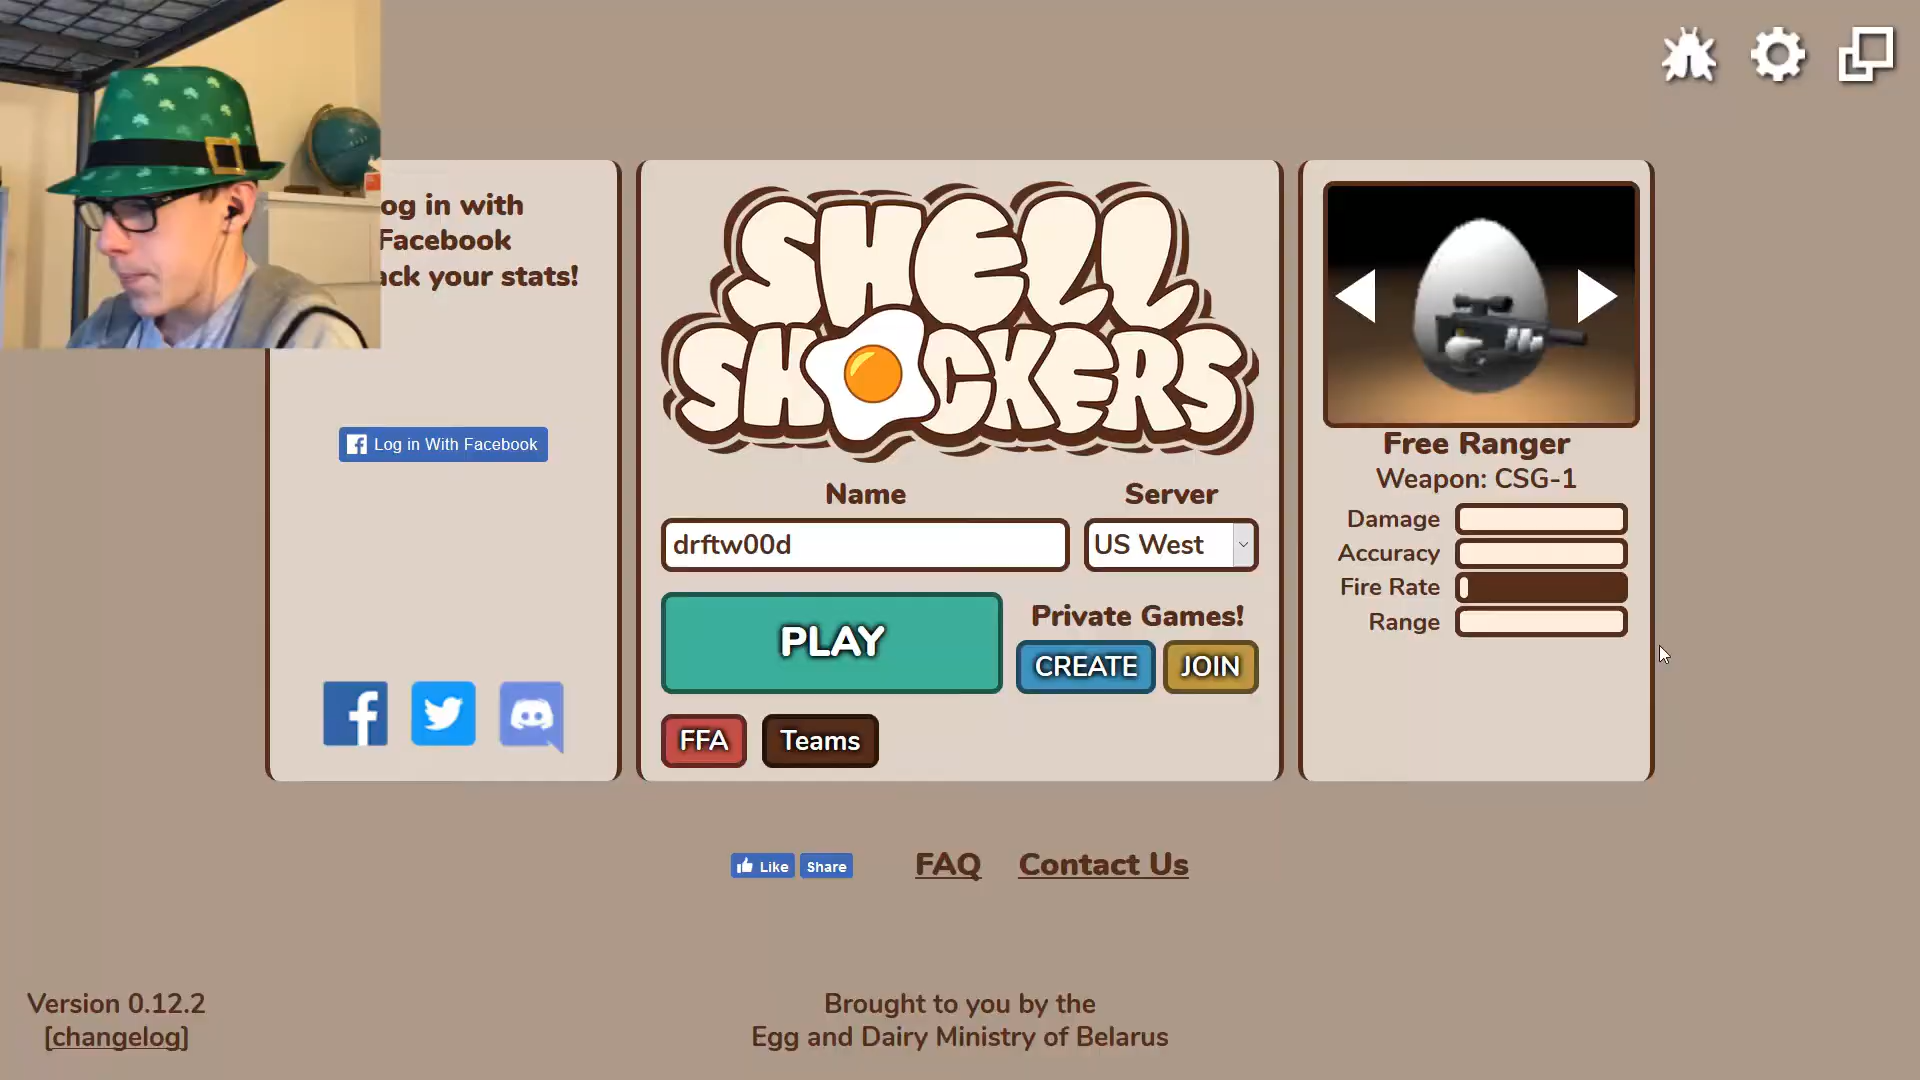 og in with
Facebook
ack your stats!
Log in With Facebook
SHELL
SHOCKERS
Name
Server
drftw00d
US West
PLAY
Private Games!
CREATE
JOIN
FFA
Teams
Free Ranger
Weapon: CSG-1
Damage
Accuracy
Fire Rate
Range
Like
Share
FAQ
Contact Us
Version 0.12.2
[changelog]
Brought to you by the
Egg and Dairy Ministry of Belarus